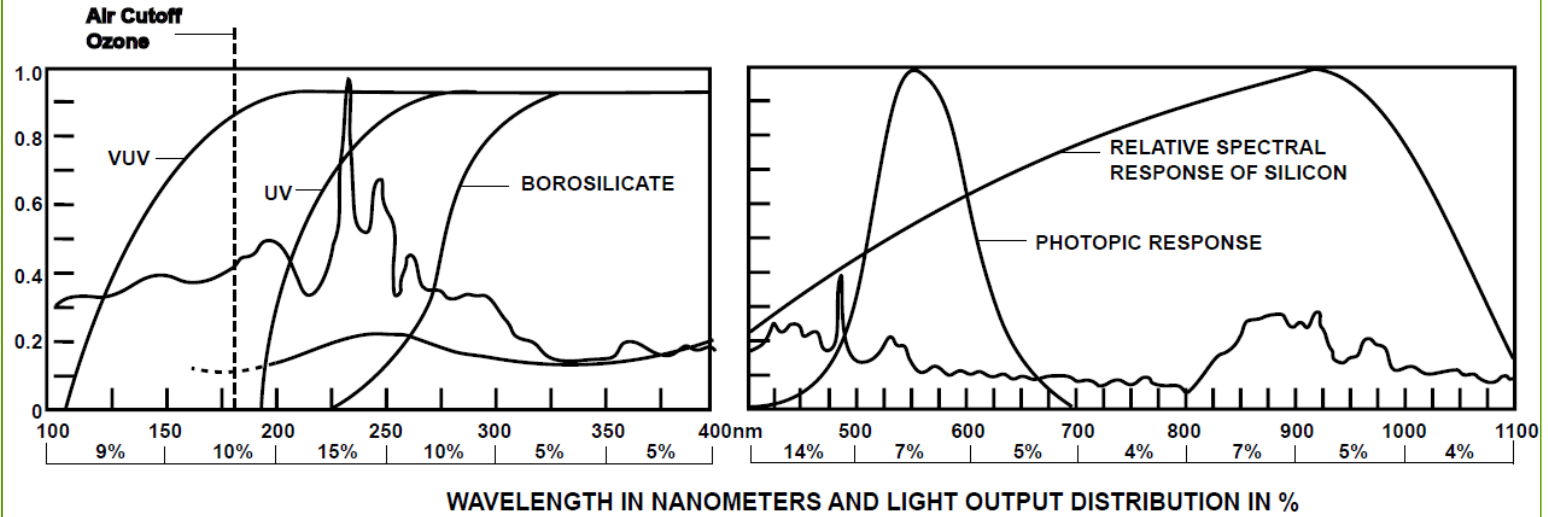 Air Cutoff
Ozone
1.0
0.8
0.6
0.4
0.2
0
VUV
UV
BOROSILICATE
RELATIVE SPECTRAL
RESPONSE OF SILICON
PHOTOPIC RESPONSE
100 150 200 250 300 350 400nm 500 600 700 800 900 1000 1100
9% 10% 15% 10% 5% 5% 14% 7% 5% 4% 7% 5% 4%
WAVELENGTH IN NANOMETERS AND LIGHT OUTPUT DISTRIBUTION IN %